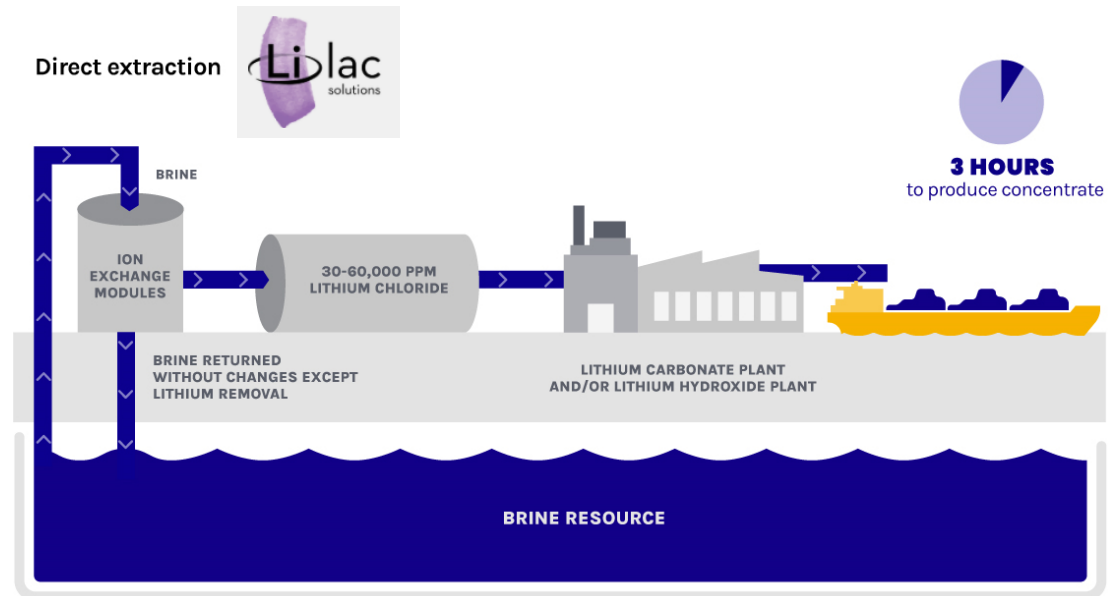 Direct extraction
Lilac
solutions
3 HOURS
to produce concentrate
BRINE
ION
EXCHANGE
MODULES
30-60,000 PPM
LITHIUM CHLORIDE
BRINE RETURNED
WITHOUT CHANGES EXCEPT
LITHIUM REMOVAL
LITHIUM CARBONATE PLANT
AND/OR LITHIUM HYDROXIDE PLANT
BRINE RESOURCE